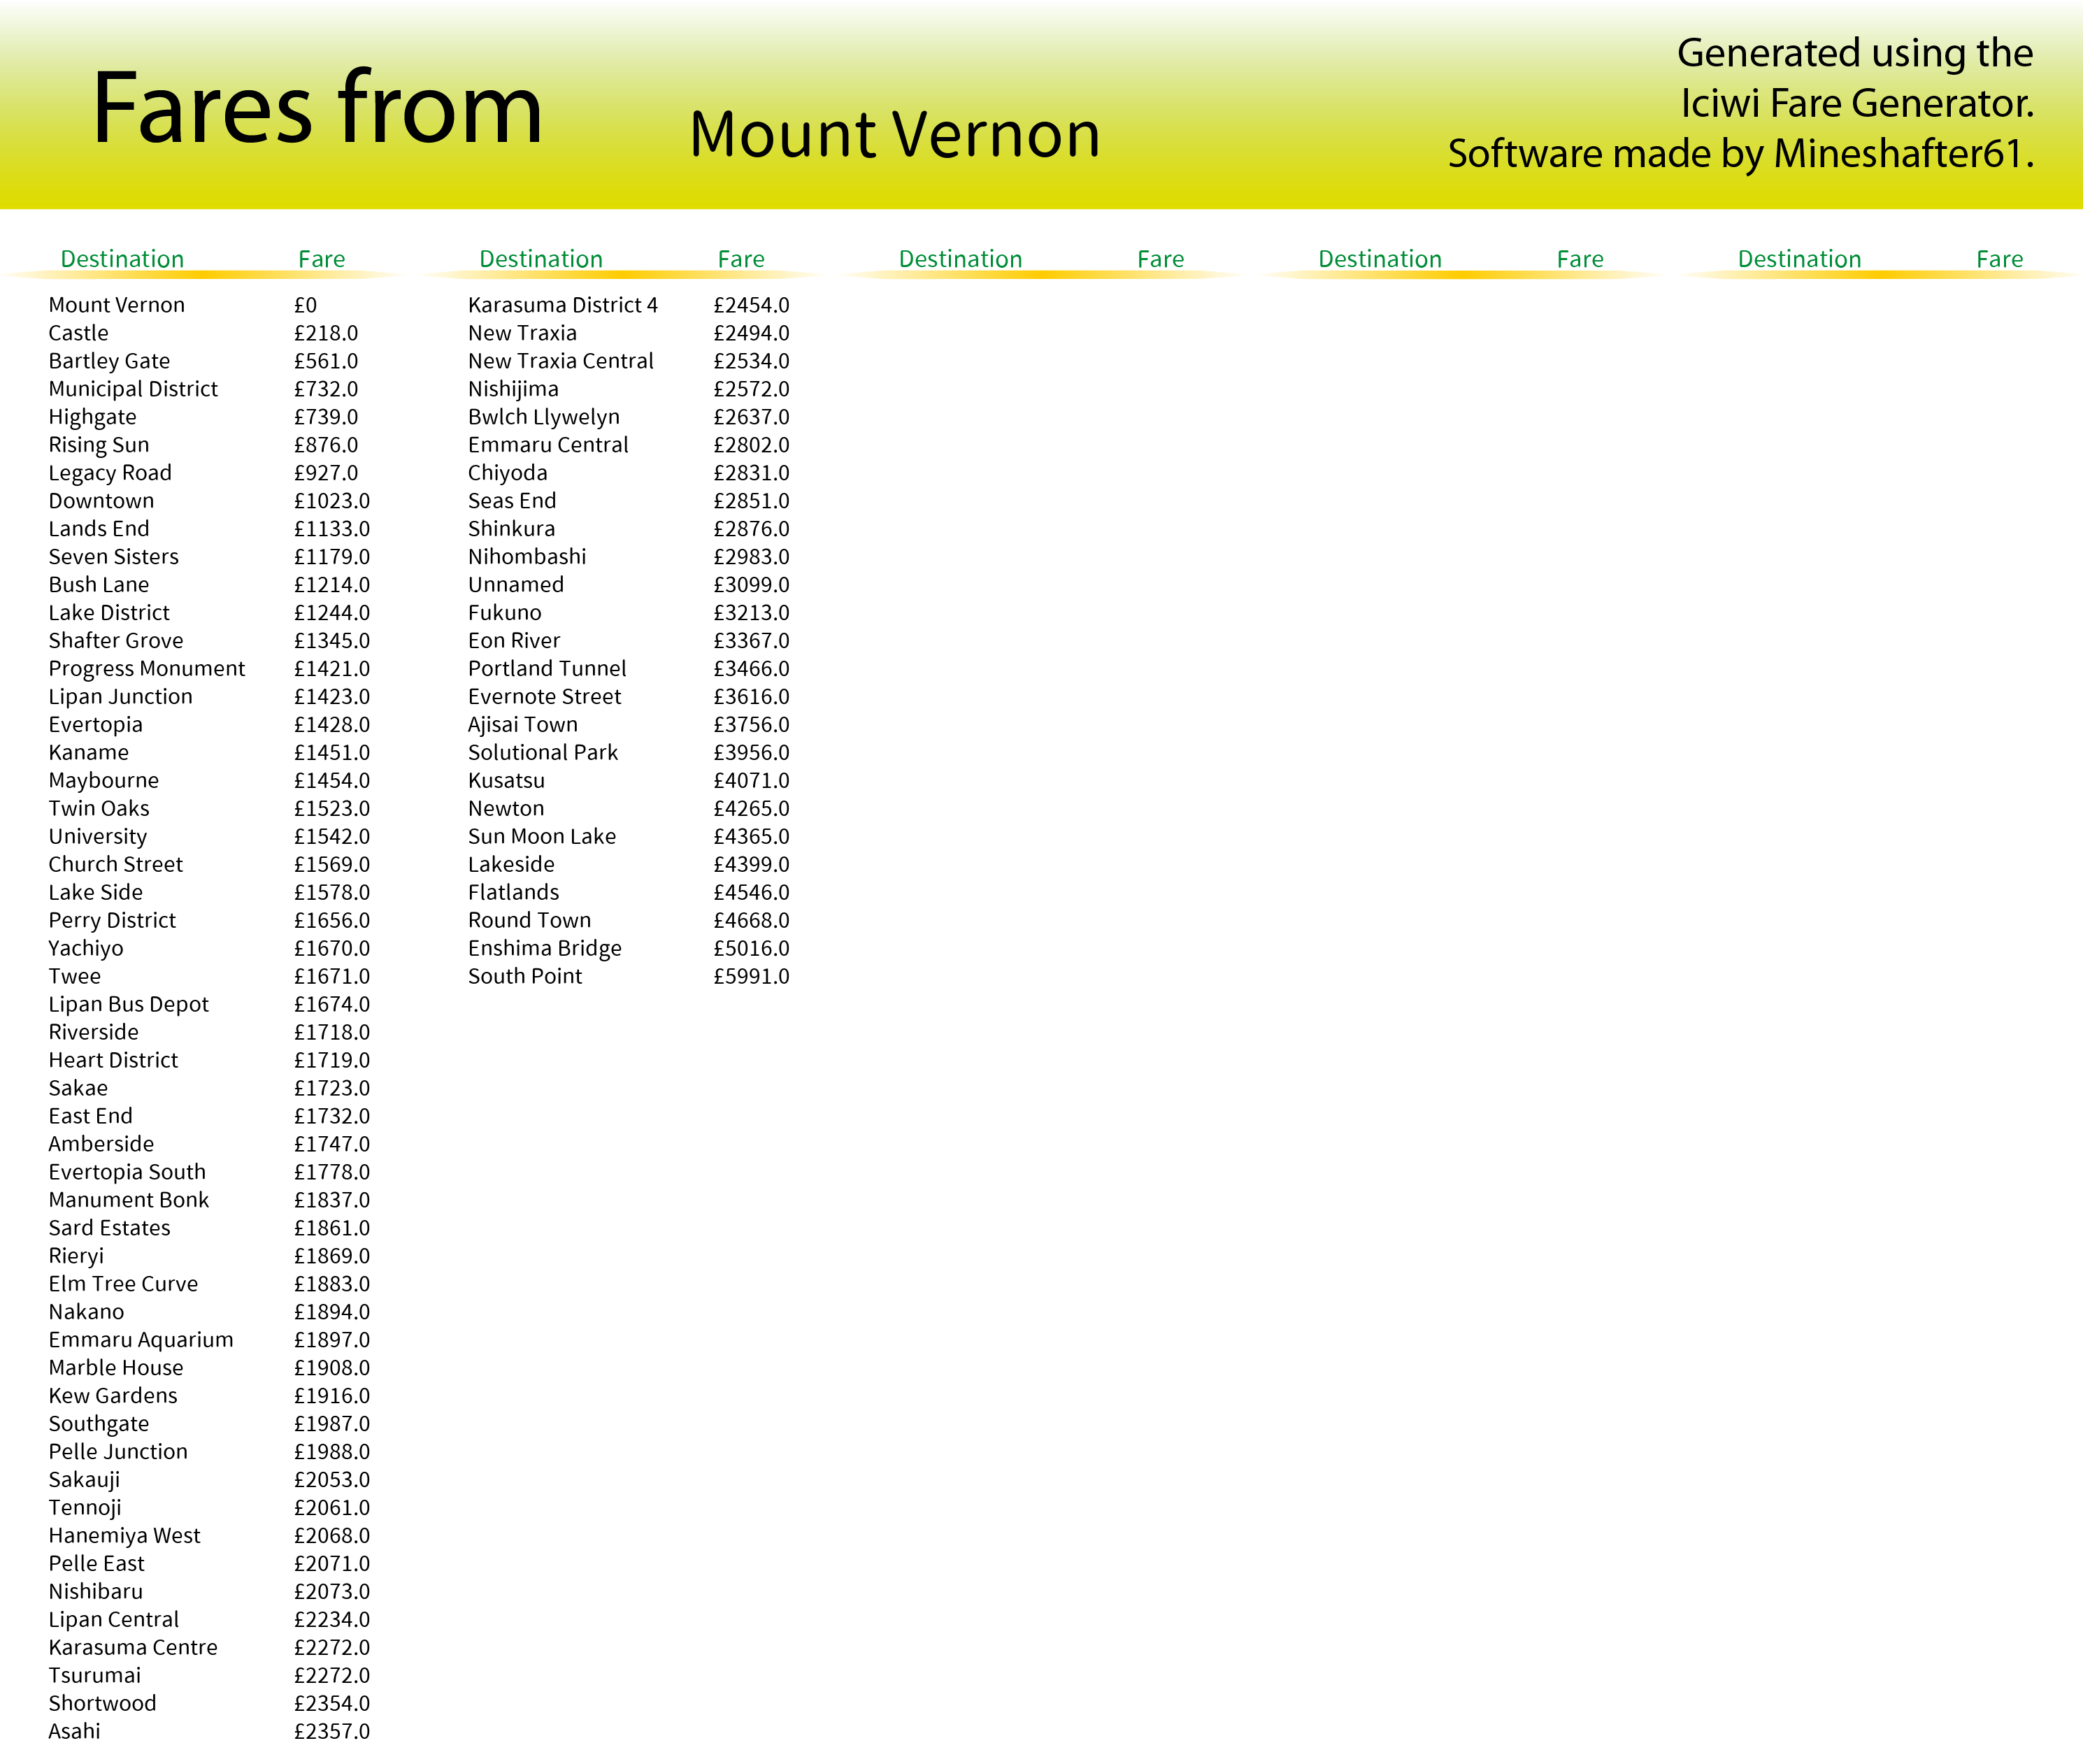 Fares from
Mount Vernon
Generated using the
Iciwi Fare Generator.
Software made by Mineshafter61.
Destination Fare Destination Fare Destination Fare Destination Fare Destination Fare
Mount Vernon £0
Castle £218.0
Bartley Gate £561.0
Municipal District £732.0
Highgate £739.0
Rising Sun £876.0
Legacy Road £927.0
Downtown £1023.0
Lands End £1133.0
Seven Sisters £1179.0
Bush Lane £1214.0
Lake District £1244.0
Shafter Grove £1345.0
Progress Monument £1421.0
Lipan Junction £1423.0
Evertopia £1428.0
Kaname £1451.0
Maybourne £1454.0
Twin Oaks £1523.0
University £1542.0
Church Street £1569.0
Lake Side £1578.0
Perry District £1656.0
Yachiyo £1670.0
Twee £1671.0
Lipan Bus Depot £1674.0
Riverside £1718.0
Heart District £1719.0
Sakae £1723.0
East End £1732.0
Amberside £1747.0
Evertopia South £1778.0
Manument Bonk £1837.0
Sard Estates £1861.0
Rieryi £1869.0
Elm Tree Curve £1883.0
Nakano £1894.0
Emmaru Aquarium £1897.0
Marble House £1908.0
Kew Gardens £1916.0
Southgate £1987.0
Pelle Junction £1988.0
Sakauji £2053.0
Tennoji £2061.0
Hanemiya West £2068.0
Pelle East £2071.0
Nishibaru £2073.0
Lipan Central £2234.0
Karasuma Centre £2272.0
Tsurumai £2272.0
Shortwood £2354.0
Asahi £2357.0
Karasuma District 4 £2454.0
New Traxia £2494.0
New Traxia Central £2534.0
Nishijima £2572.0
Bwlch Llywelyn £2637.0
Emmaru Central £2802.0
Chiyoda £2831.0
Seas End £2851.0
Shinkura £2876.0
Nihombashi £2983.0
Unnamed £3099.0
Fukuno £3213.0
Eon River £3367.0
Portland Tunnel £3466.0
Evernote Street £3616.0
Ajisai Town £3756.0
Solutional Park £3956.0
Kusatsu £4071.0
Newton £4265.0
Sun Moon Lake £4365.0
Lakeside £4399.0
Flatlands £4546.0
Round Town £4668.0
Enshima Bridge £5016.0
South Point £5991.0